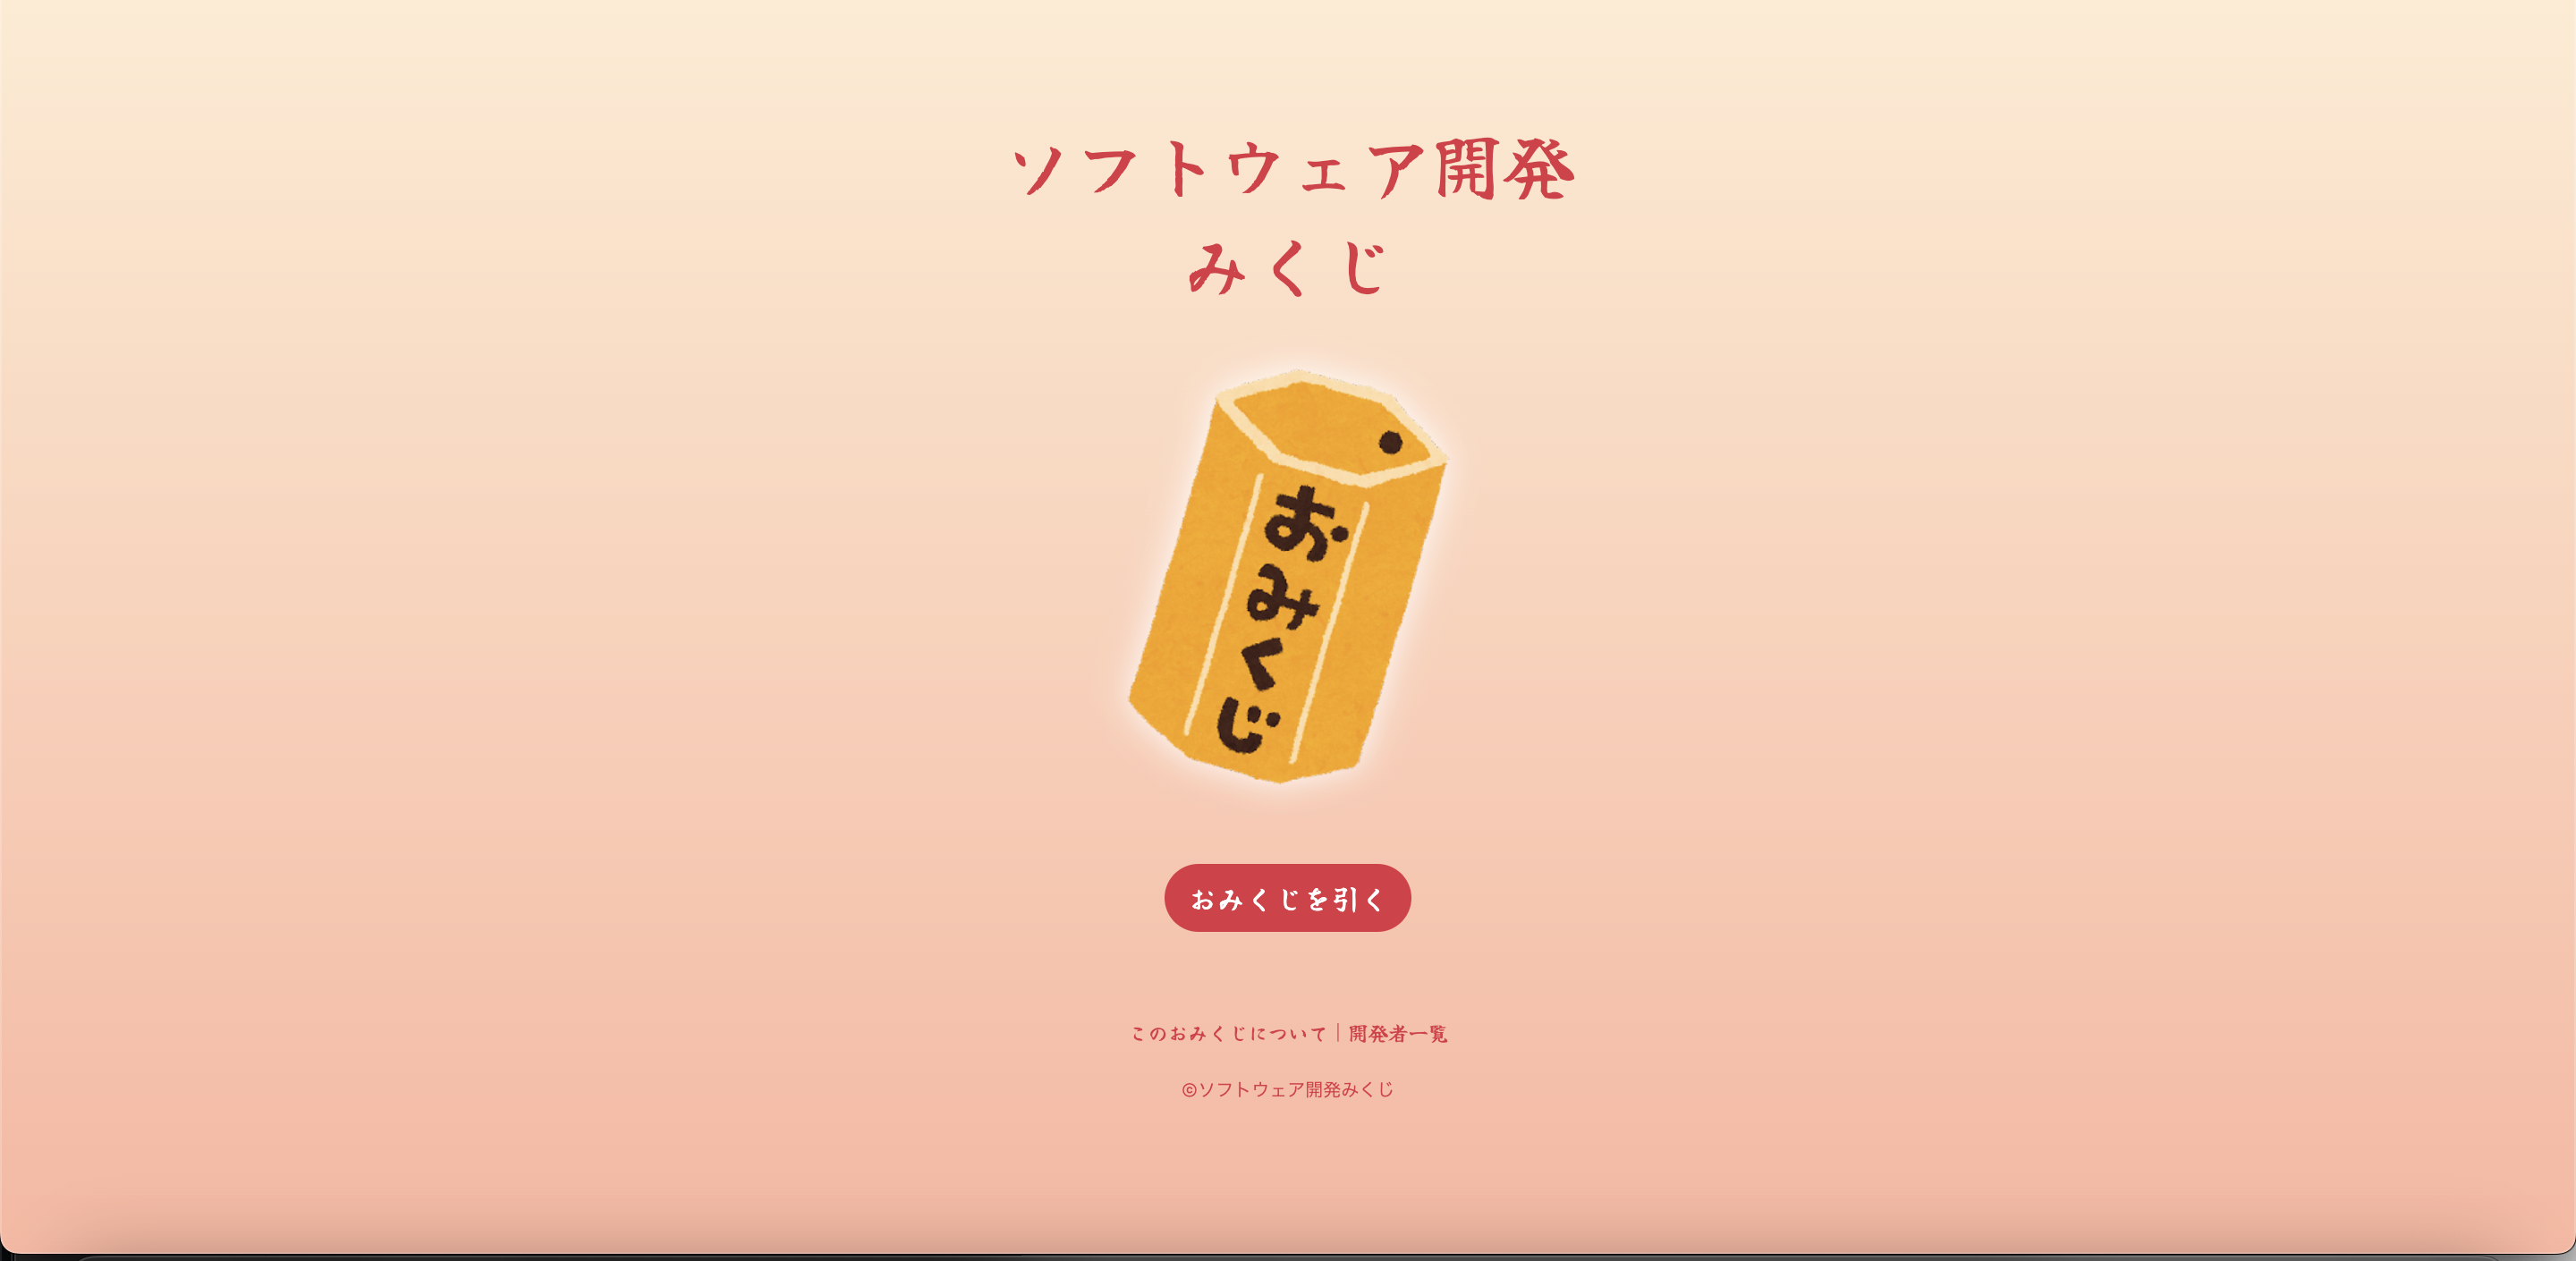 ソフトウェア開発
みくじ
おみくじ
おみくじを引く
このおみくじについて｜開発者一覧
©ソフトウェア開発みくじ